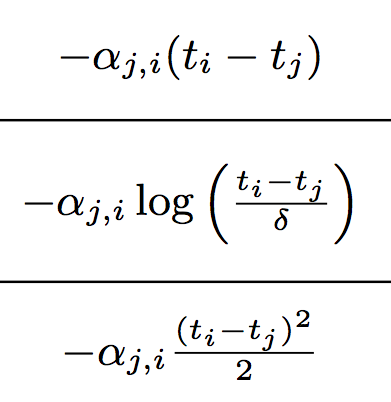 −α_{j,i}(t_i − t_j)
−α_{j,i} log ((t_i−t_j)/δ)
−α_{j,i} (t_i−t_j)²/2